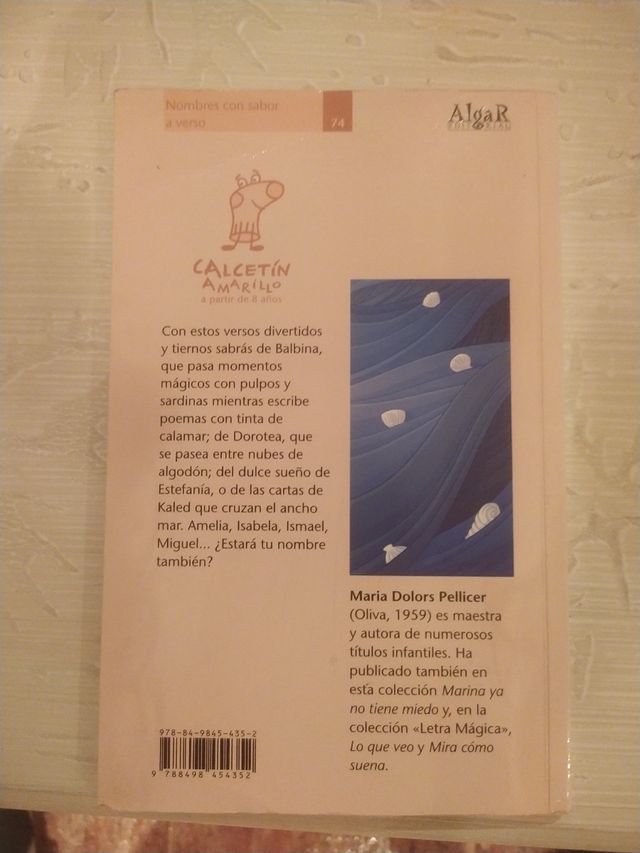 Nombres con sabor
a verso
74
AlgaR
EDITORIAL
CALCETÍN
AMARILLO
a partir de 8 años
Con estos versos divertidos
y tiernos sabrás de Balbina,
que pasa momentos
mágicos con pulpos y
sardinas mientras escribe
poemas con tinta de
calamar; de Dorotea, que
se pasea entre nubes de
algodón; del dulce sueño de
Estefanía, o de las cartas de
Kaled que cruzan el ancho
mar. Amelia, Isabela, Ismael,
Miguel... ¿Estará tu nombre
también?
Maria Dolors Pellicer
(Oliva, 1959) es maestra
y autora de numerosos
títulos infantiles. Ha
publicado también en
esta colección Marina ya
no tiene miedo y, en la
colección «Letra Mágica»,
Lo que veo y Mira cómo
suena.
978-84-9845-435-2
9 788498 454352